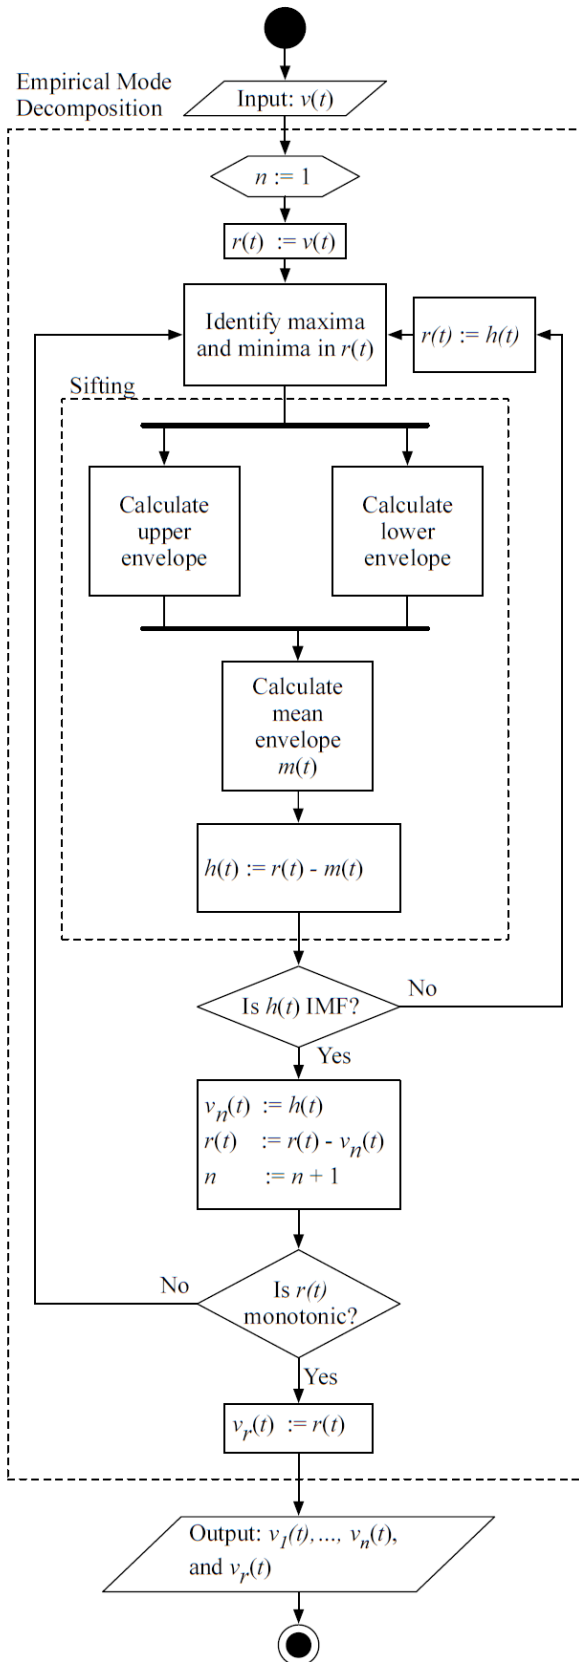 Empirical Mode
Decomposition
Input: v(t)
n := 1
r(t) := v(t)
Identify maxima
and minima in r(t)
r(t) := h(t)
Sifting
Calculate
upper
envelope
Calculate
lower
envelope
Calculate
mean
envelope
m(t)
h(t) := r(t) - m(t)
Is h(t) IMF?
No
Yes
vn(t) := h(t)
r(t) := r(t) - vn(t)
n := n + 1
No
Is r(t)
monotonic?
Yes
vr(t) := r(t)
Output: v1(t),..., vn(t),
and vr(t)